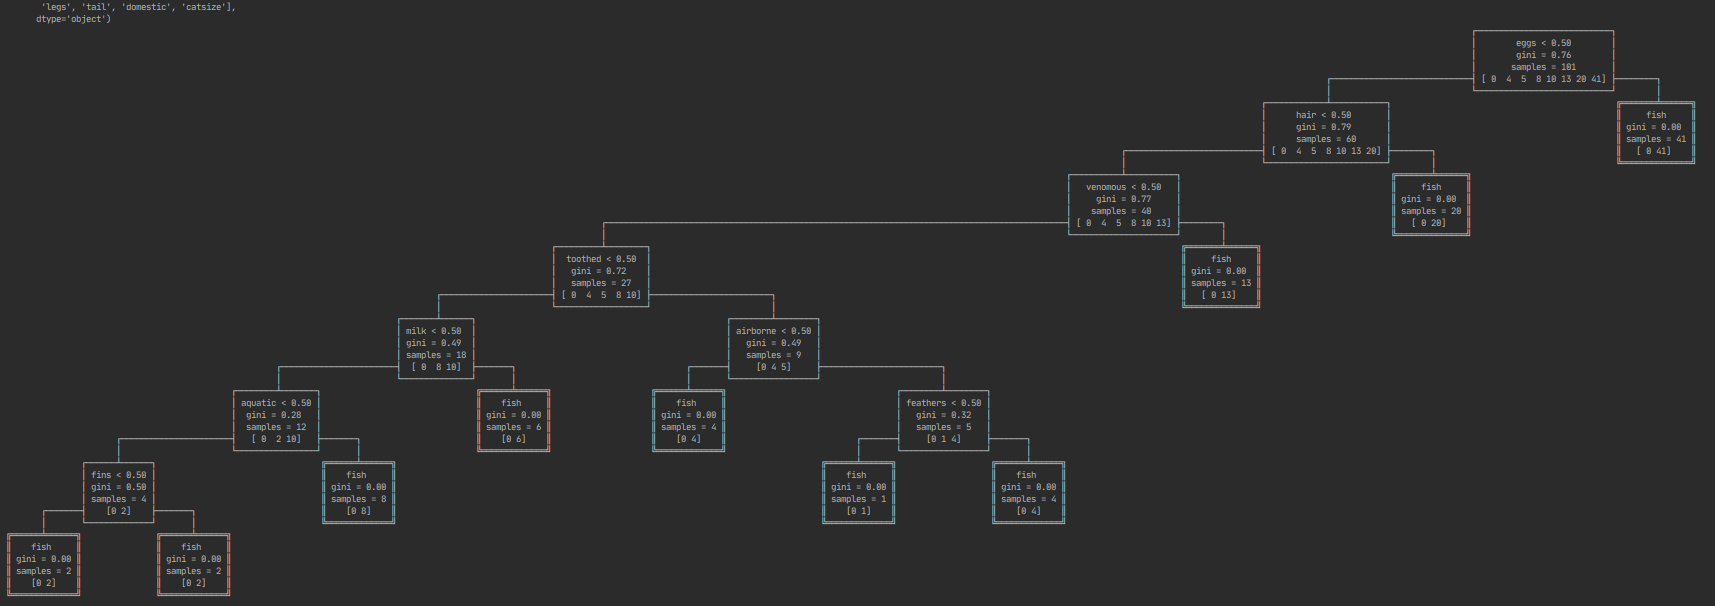 'legs', 'tail', 'domestic', 'catsize'],
dtype='object')
eggs < 0.50
gini = 0.76
samples = 101
[ 0  4  5  8 10 13 20 41]
hair < 0.50
gini = 0.79
samples = 60
[ 0  4  5  8 10 13 20]
fish
gini = 0.00
samples = 41
[ 0 41]
venomous < 0.50
gini = 0.77
samples = 40
[ 0  4  5  8 10 13]
fish
gini = 0.00
samples = 20
[ 0 20]
toothed < 0.50
gini = 0.72
samples = 27
[ 0  4  5  8 10]
fish
gini = 0.00
samples = 13
[ 0 13]
milk < 0.50
gini = 0.49
samples = 18
[ 0  8 10]
airborne < 0.50
gini = 0.49
samples = 9
[0 4 5]
aquatic < 0.50
gini = 0.28
samples = 12
[ 0  2 10]
fish
gini = 0.00
samples = 6
[0 6]
fish
gini = 0.00
samples = 4
[0 4]
feathers < 0.50
gini = 0.32
samples = 5
[0 1 4]
fins < 0.50
gini = 0.50
samples = 4
[0 2]
fish
gini = 0.00
samples = 8
[0 8]
fish
gini = 0.00
samples = 1
[0 1]
fish
gini = 0.00
samples = 4
[0 4]
fish
gini = 0.00
samples = 2
[0 2]
fish
gini = 0.00
samples = 2
[0 2]